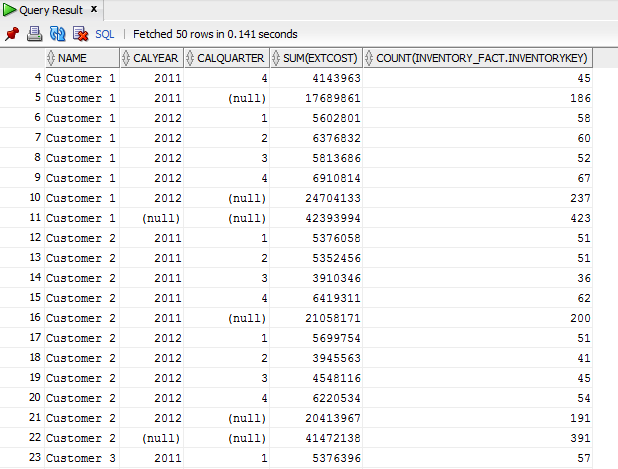 Query Result x
SQL | Fetched 50 rows in 0.141 seconds
NAME CALYEAR CALQUARTER SUM(EXTCOST) COUNT(INVENTORY_FACT.INVENTORYKEY)
4 Customer 1 2011 4 4143963 45
5 Customer 1 2011 (null) 17689861 186
6 Customer 1 2012 1 5602801 58
7 Customer 1 2012 2 6376832 60
8 Customer 1 2012 3 5813686 52
9 Customer 1 2012 4 6910814 67
10 Customer 1 2012 (null) 24704133 237
11 Customer 1 (null) (null) 42393994 423
12 Customer 2 2011 1 5376058 51
13 Customer 2 2011 2 5352456 51
14 Customer 2 2011 3 3910346 36
15 Customer 2 2011 4 6419311 62
16 Customer 2 2011 (null) 21058171 200
17 Customer 2 2012 1 5699754 51
18 Customer 2 2012 2 3945563 41
19 Customer 2 2012 3 4548116 45
20 Customer 2 2012 4 6220534 54
21 Customer 2 2012 (null) 20413967 191
22 Customer 2 (null) (null) 41472138 391
23 Customer 3 2011 1 5376396 57